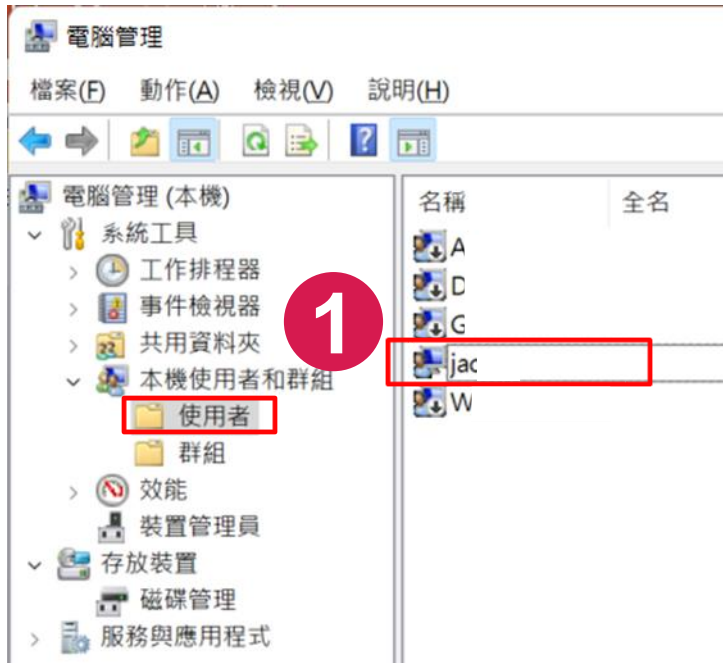 電腦管理
檔案(F) 動作(A) 檢視(V) 說明(H)
電腦管理 (本機)
系統工具
工作排程器
事件檢視器
共用資料夾
本機使用者和群組
使用者
群組
效能
裝置管理員
存放裝置
磁碟管理
服務與應用程式
1
名稱 全名
A
D
G
jac
W